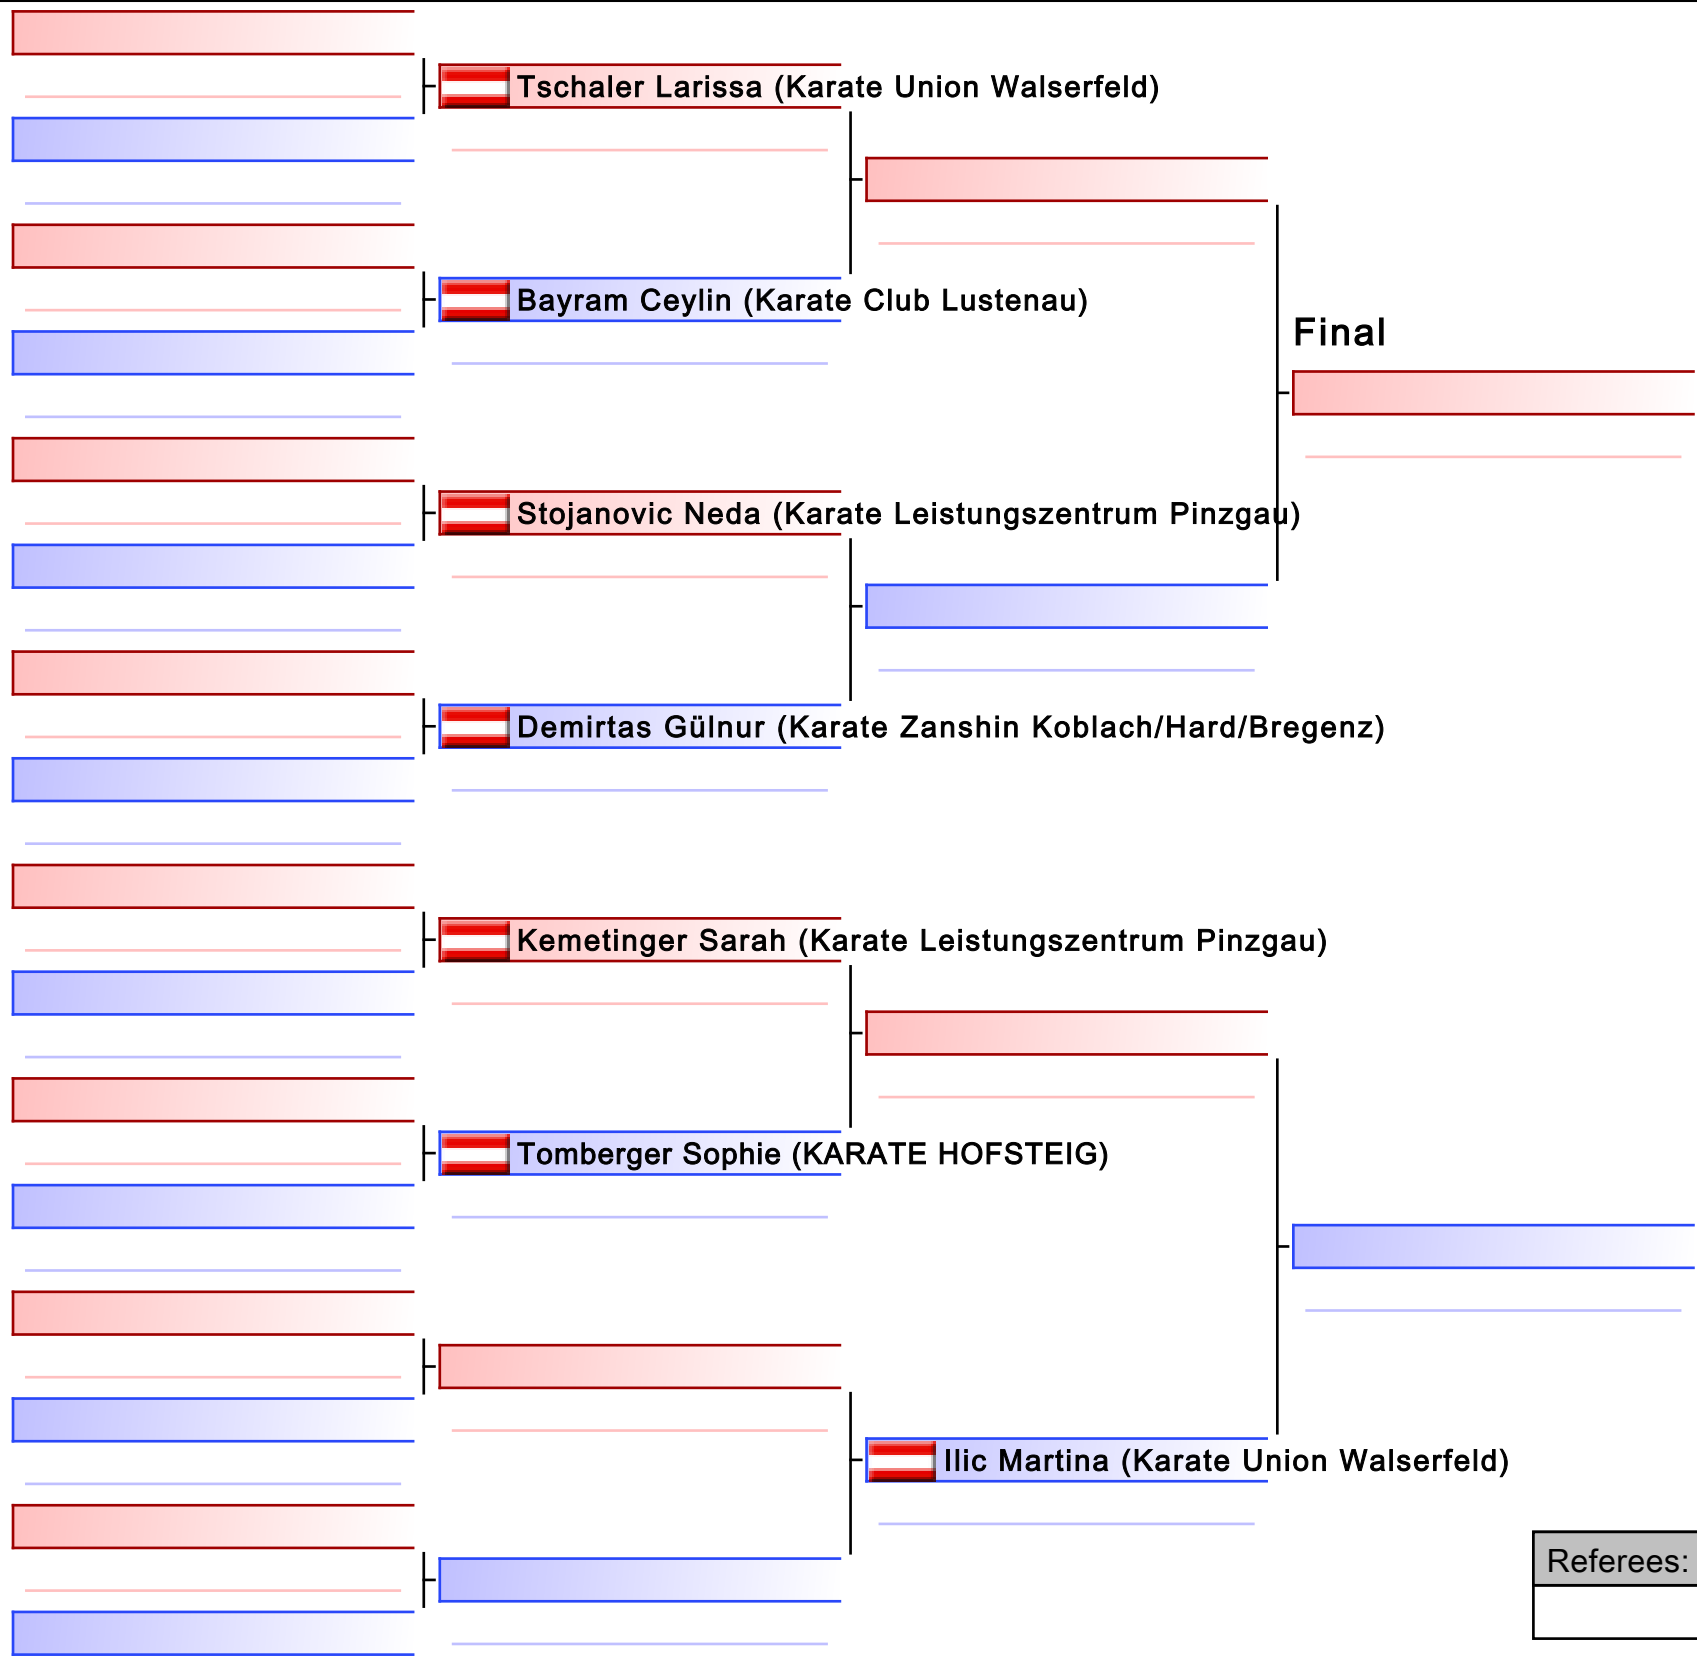 Tschaler Larissa (Karate Union Walserfeld)
Bayram Ceylin (Karate Club Lustenau)
Final
Stojanovic Neda (Karate Leistungszentrum Pinzgau)
Demirtas Gülnur (Karate Zanshin Koblach/Hard/Bregenz)
Kemetinger Sarah (Karate Leistungszentrum Pinzgau)
Tomberger Sophie (KARATE HOFSTEIG)
Ilic Martina (Karate Union Walserfeld)
Referees: